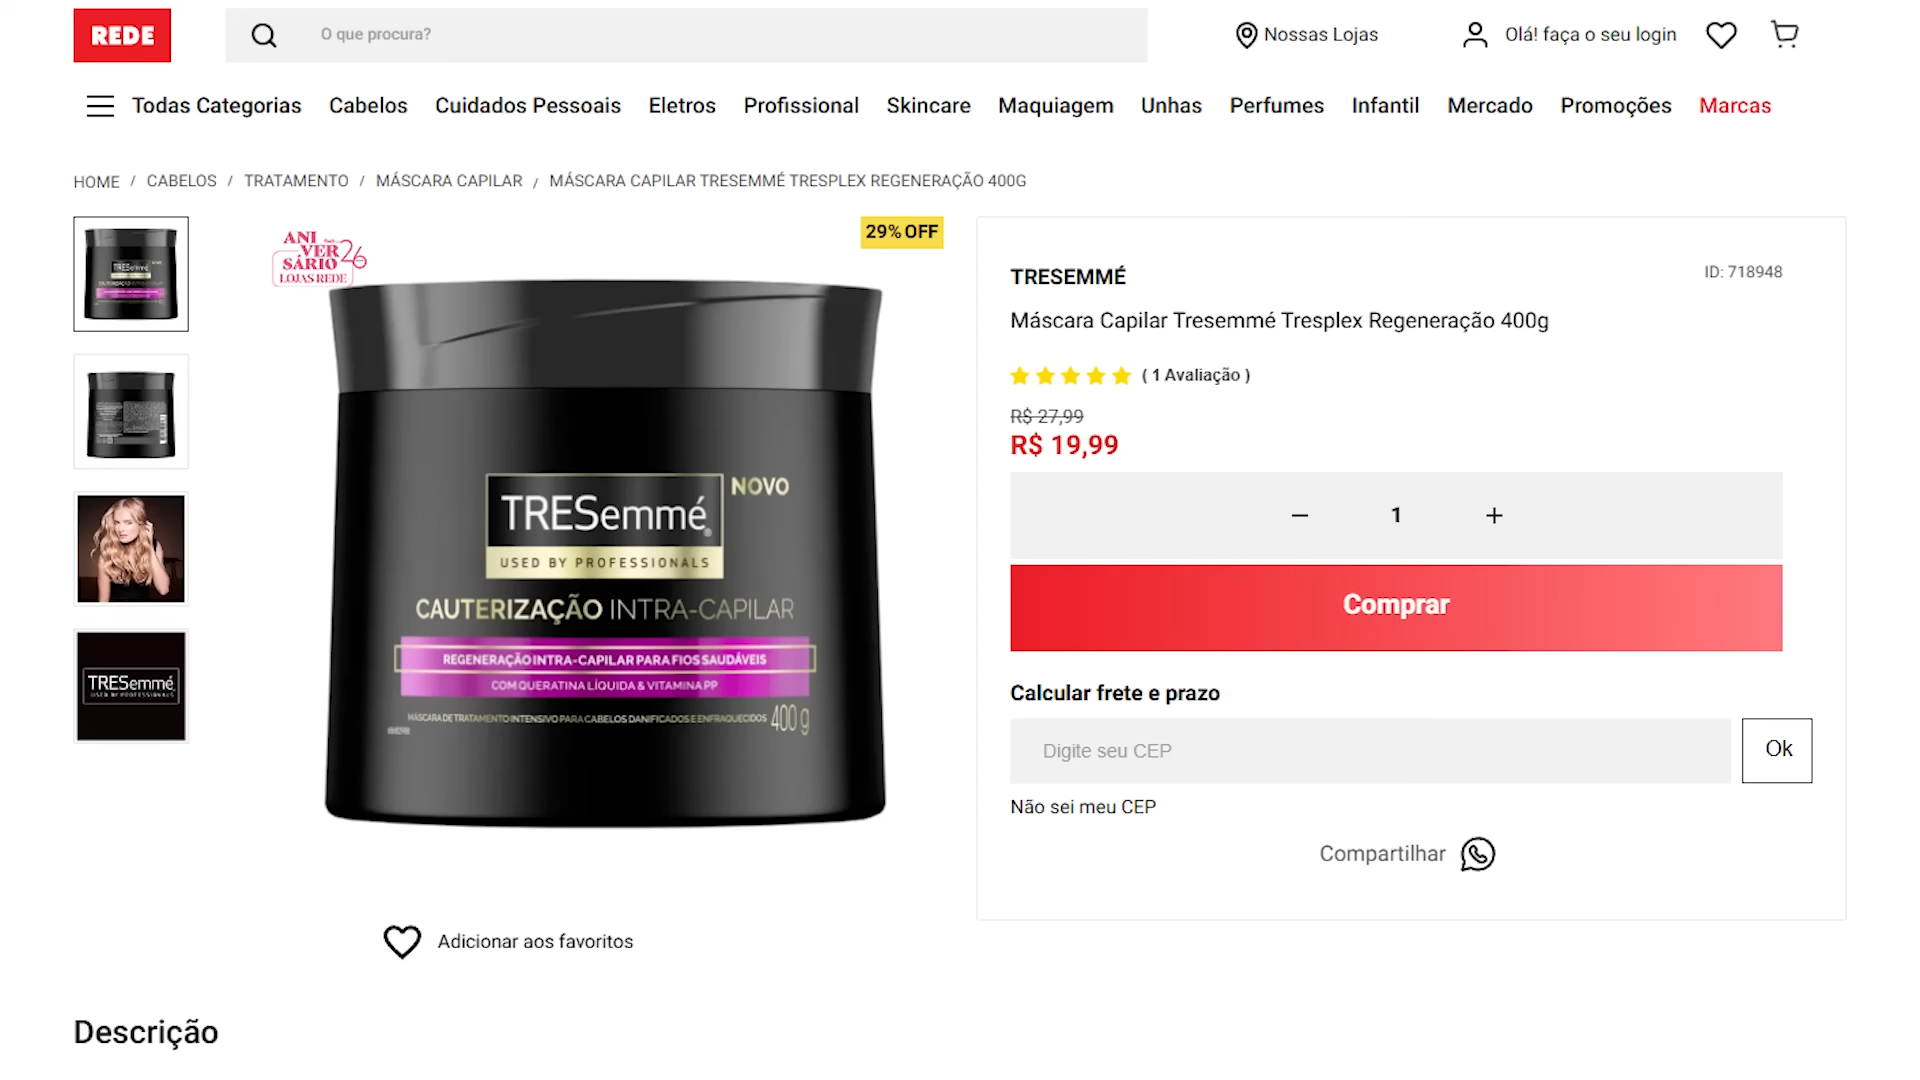 REDE
O que procura?
Nossas Lojas
Olá! faça o seu login
Todas Categorias
Cabelos
Cuidados Pessoais
Eletros
Profissional
Skincare
Maquiagem
Unhas
Perfumes
Infantil
Mercado
Promoções
Marcas
HOME / CABELOS / TRATAMENTO / MÁSCARA CAPILAR / MÁSCARA CAPILAR TRESEMMÉ TRESPLEX REGENERAÇÃO 400G
TRESemmé
USED BY PROFESSIONALS
ANI
VER
SÁRIO 26
LOJAS REDE
29% OFF
NOVO
TRESemmé
USED BY PROFESSIONALS
CAUTERIZAÇÃO INTRA-CAPILAR
REGENERAÇÃO INTRA-CAPILAR PARA FIOS SAUDÁVEIS
COM QUERATINA LÍQUIDA & VITAMINA PP
MÁSCARA DE TRATAMENTO INTENSIVO PARA CABELOS DANIFICADOS E ENFRAQUECIDOS 400 g
Adicionar aos favoritos
TRESEMMÉ
ID: 718948
Máscara Capilar Tresemmé Tresplex Regeneração 400g
( 1 Avaliação )
R$ 27,99
R$ 19,99
− 1 +
Comprar
Calcular frete e prazo
Digite seu CEP
Ok
Não sei meu CEP
Compartilhar
Descrição